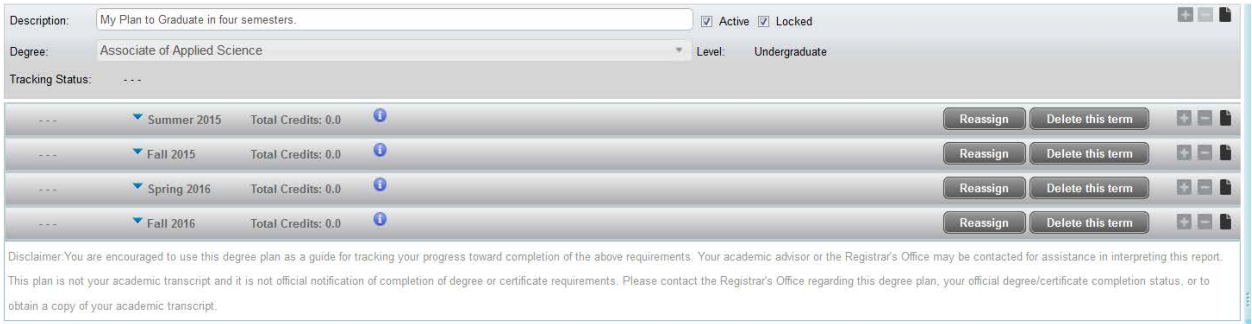 Description: My Plan to Graduate in four semesters. Active Locked
Degree: Associate of Applied Science Level: Undergraduate
Tracking Status: - - -
- - - Summer 2015 Total Credits: 0.0 Reassign Delete this term
- - - Fall 2015 Total Credits: 0.0 Reassign Delete this term
- - - Spring 2016 Total Credits: 0.0 Reassign Delete this term
- - - Fall 2016 Total Credits: 0.0 Reassign Delete this term
Disclaimer:You are encouraged to use this degree plan as a guide for tracking your progress toward completion of the above requirements. Your academic advisor or the Registrar's Office may be contacted for assistance in interpreting this report.
This plan is not your academic transcript and it is not official notification of completion of degree or certificate requirements. Please contact the Registrar's Office regarding this degree plan, your official degree/certificate completion status, or to
obtain a copy of your academic transcript.